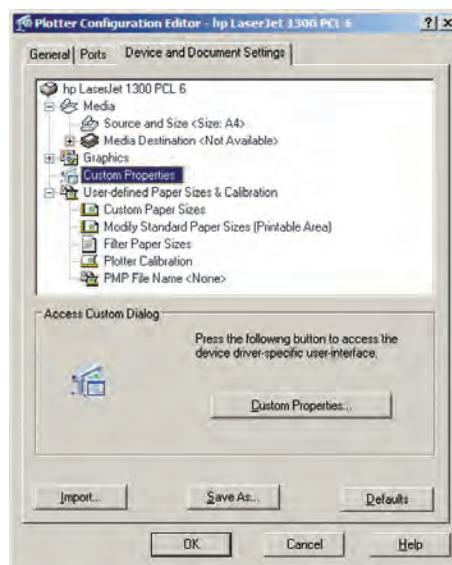 Plotter Configuration Editor - hp LaserJet 1300 PCL 6
General Ports Device and Document Settings
hp LaserJet 1300 PCL 6
Media
Source and Size <Size: A4>
Media Destination <Not Available>
Graphics
Custom Properties
User-defined Paper Sizes & Calibration
Custom Paper Sizes
Modify Standard Paper Sizes (Printable Area)
Filter Paper Sizes
Plotter Calibration
PMP File Name <None>
Access Custom Dialog
Press the following button to access the
device driver-specific user-interface.
Custom Properties...
Import... Save As... Defaults
OK Cancel Help